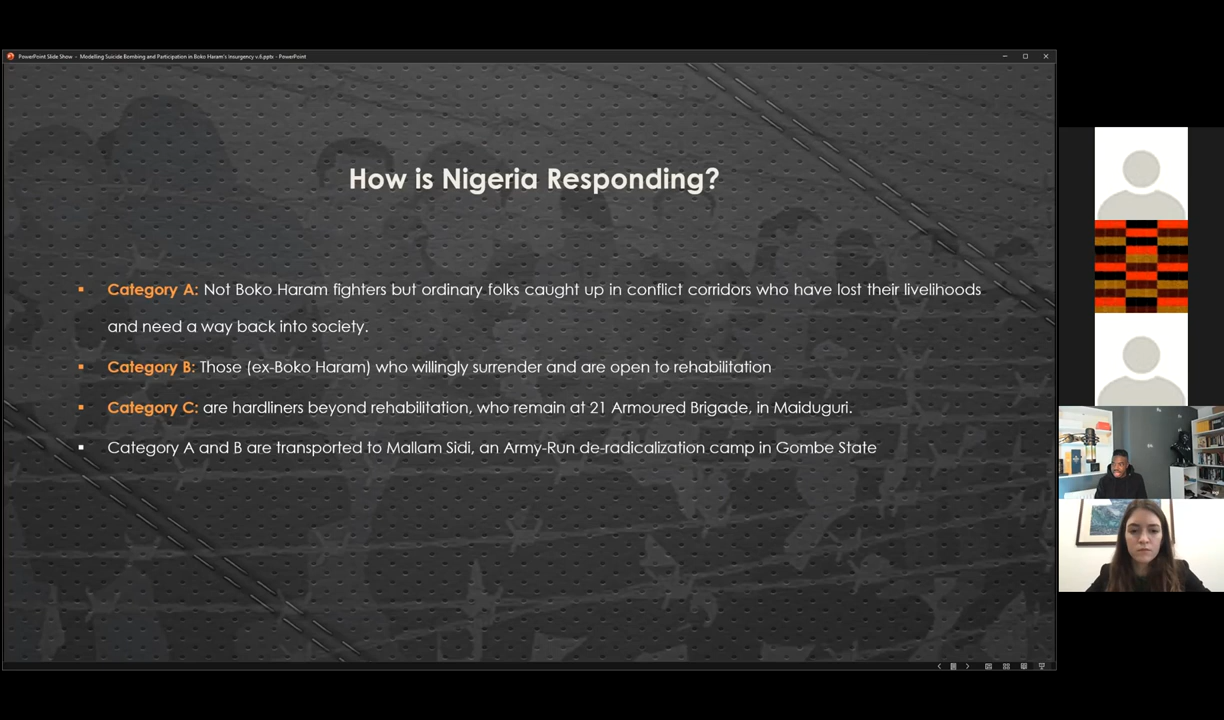 PowerPoint Slide Show - Modelling Suicide Bombing and Participation in Boko Haram's Insurgency v.6.pptx - PowerPoint
How is Nigeria Responding?
Category A: Not Boko Haram fighters but ordinary folks caught up in conflict corridors who have lost their livelihoods
and need a way back into society.
Category B: Those (ex-Boko Haram) who willingly surrender and are open to rehabilitation
Category C: are hardliners beyond rehabilitation, who remain at 21 Armoured Brigade, in Maiduguri.
Category A and B are transported to Mallam Sidi, an Army-Run de-radicalization camp in Gombe State